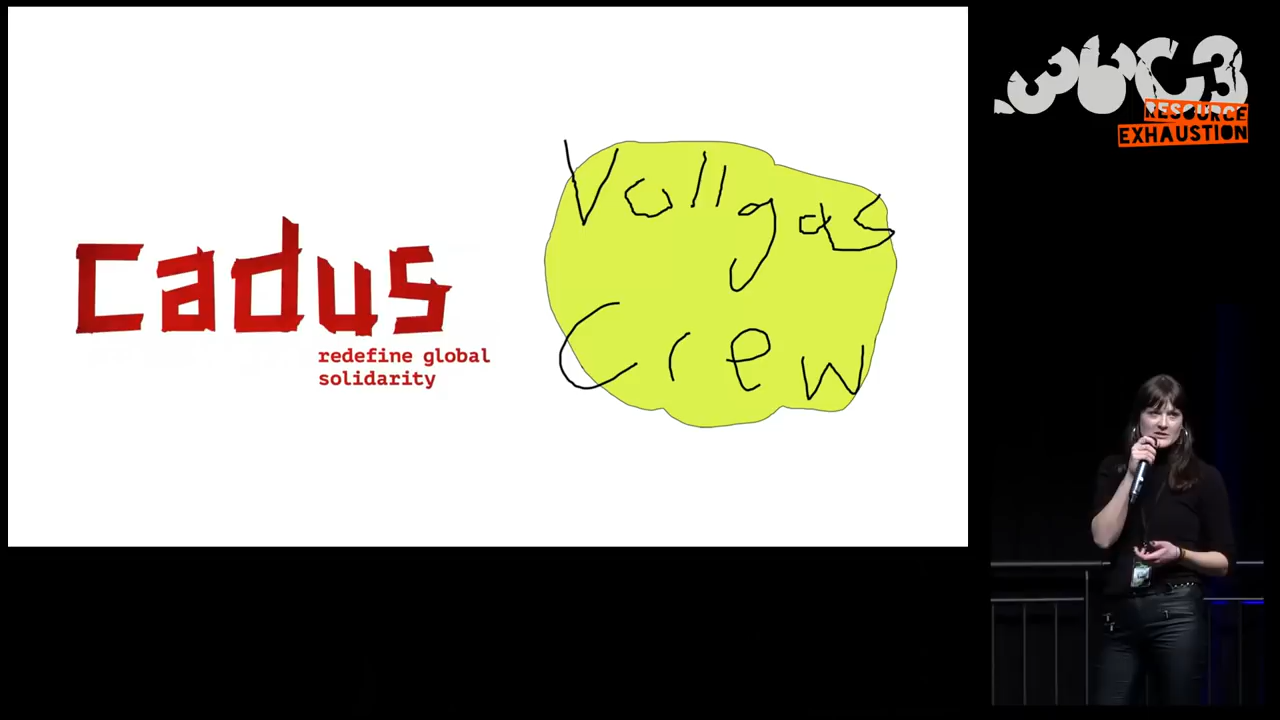 cadus
redefine global
solidarity
Vollgas
Crew
36C3
RESOURCE
EXHAUSTION